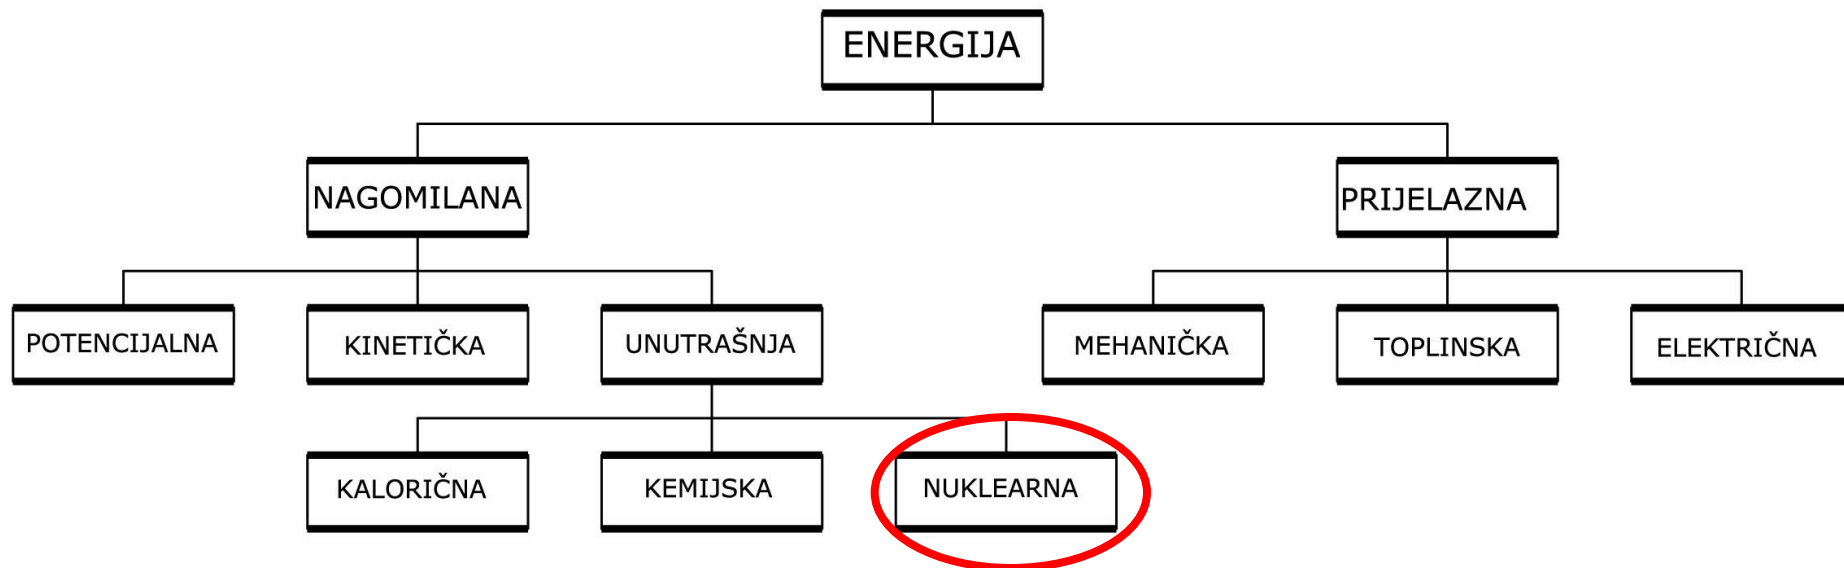 ENERGIJA
NAGOMILANA
PRIJELAZNA
POTENCIJALNA
KINETIČKA
UNUTRAŠNJA
MEHANIČKA
TOPLINSKA
ELEKTRIČNA
KALORIČNA
KEMIJSKA
NUKLEARNA